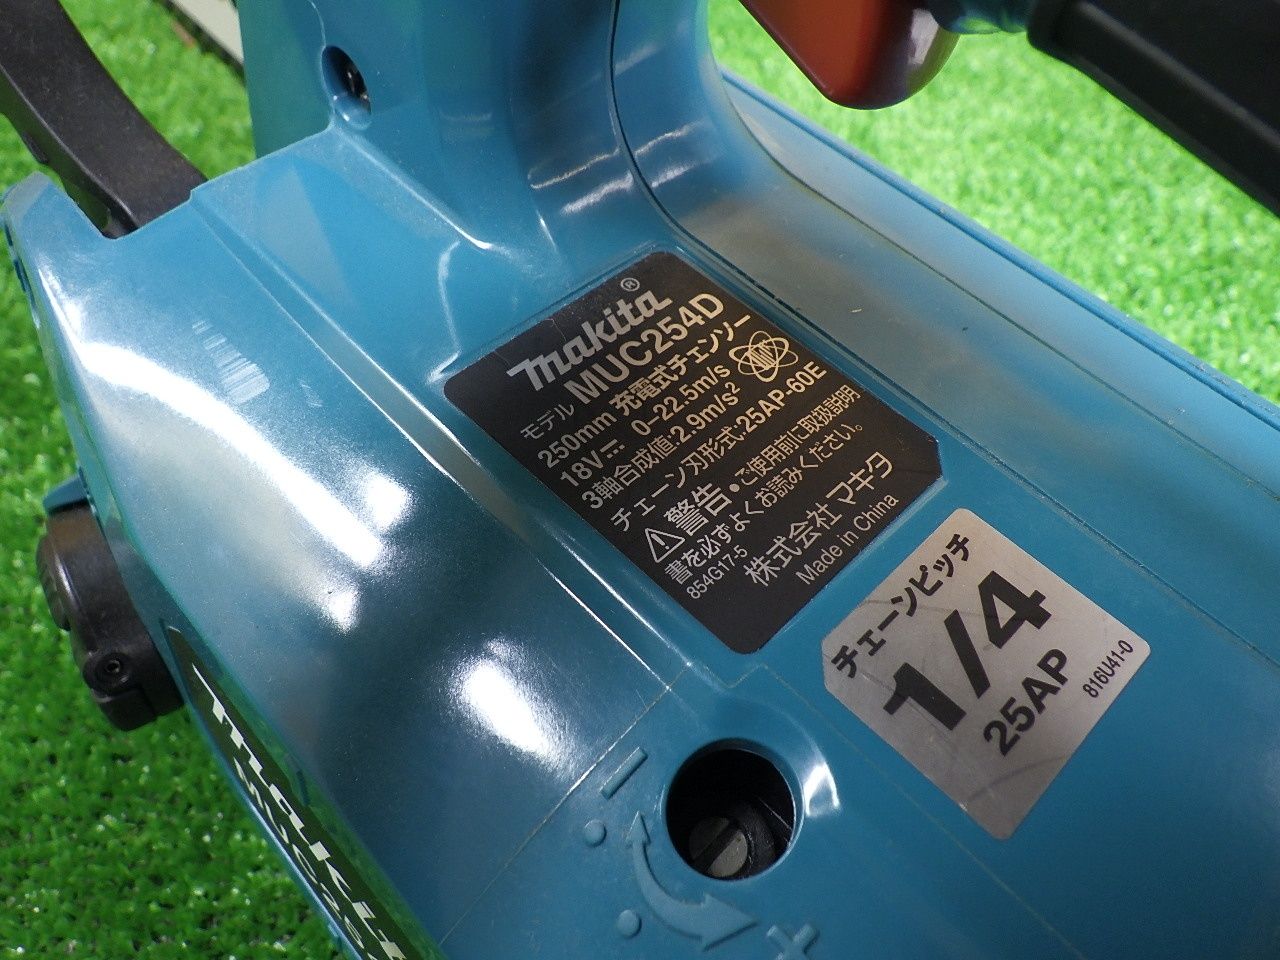 makita®
モデル MUC254D
250mm 充電式チェンソー
18V⎓ 0–22.5m/s
3軸合成値:2.9m/s²
チェーン刃形式:25AP-60E
⚠警告・ご使用前に取扱説明
書を必ずよくお読みください。
854G17-5
株式会社 マキタ
Made in China
チェーンピッチ
1/4
25AP
816U41-0
makita
MUC25
− +